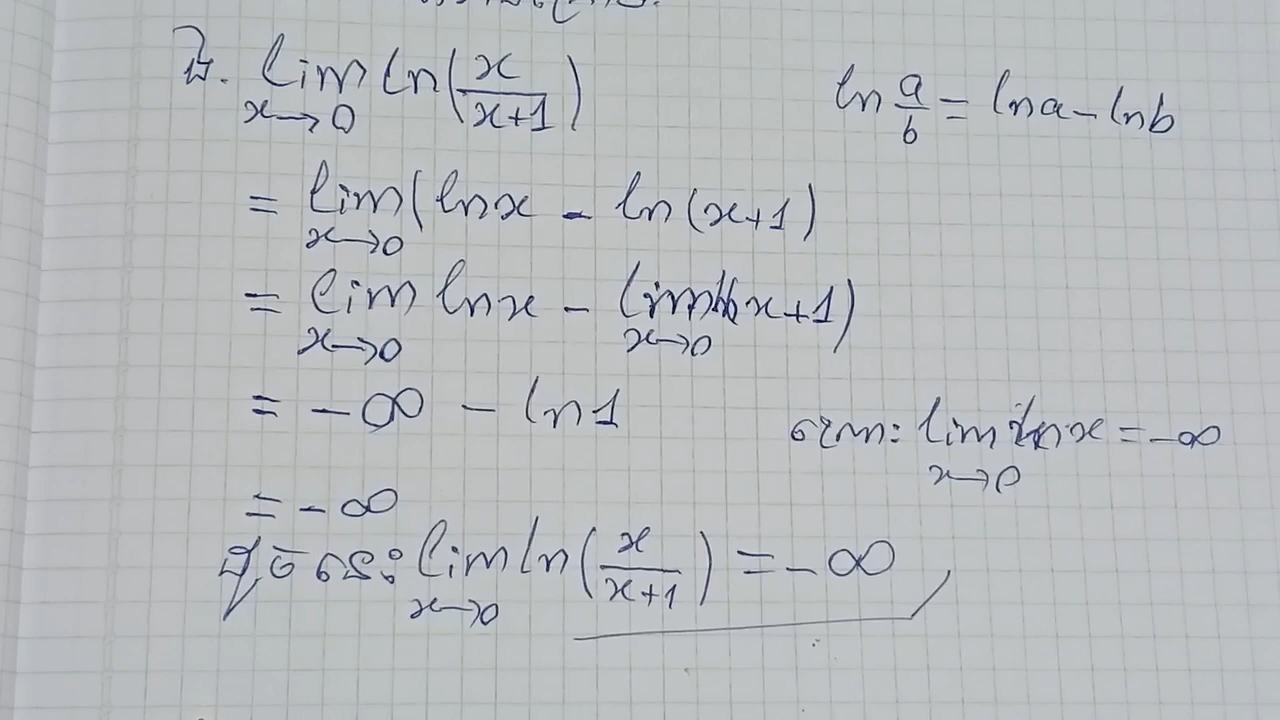 lim ln(x/(x+1))
x→0
ln a/b = ln a - ln b
= lim (ln x - ln(x+1)
x→0
= lim ln x - lim (x+1)
x→0 x→0
= -∞ - ln 1
lim ln x = -∞
x→0
= -∞
lim ln(x/(x+1)) = -∞
x→0